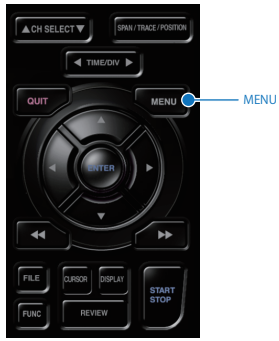 ▲CH SELECT▼
SPAN / TRACE / POSITION
◀ TIME/DIV ▶
QUIT
MENU
MENU
ENTER
FILE
CURSOR
DISPLAY
START
STOP
FUNC
REVIEW